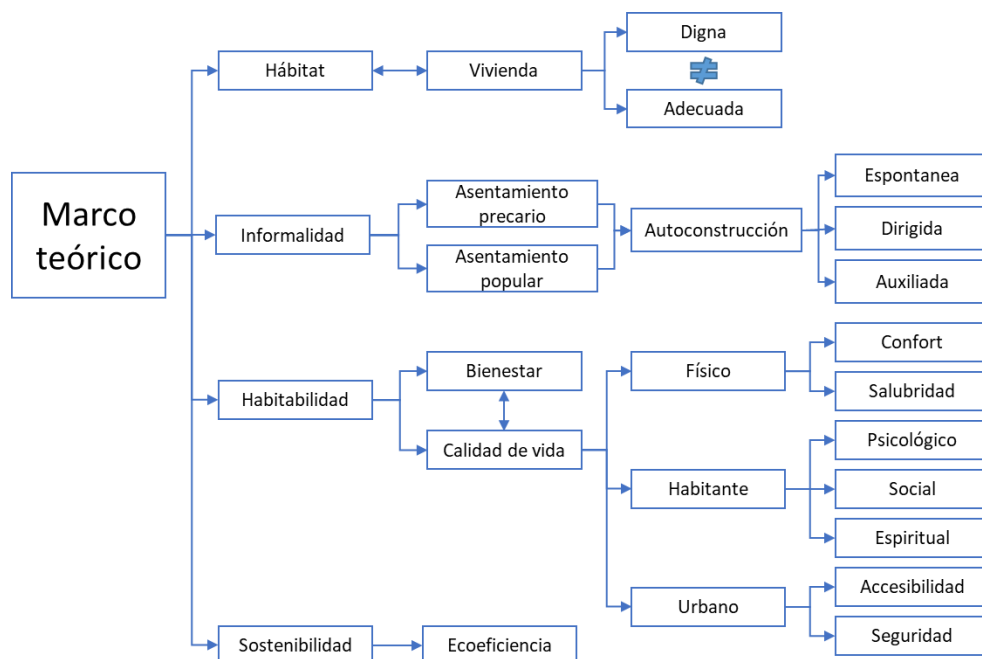 Marco
teórico
Hábitat
Vivienda
Digna
≠
Adecuada
Informalidad
Asentamiento
precario
Asentamiento
popular
Autoconstrucción
Espontanea
Dirigida
Auxiliada
Habitabilidad
Bienestar
Calidad de vida
Físico
Confort
Salubridad
Habitante
Psicológico
Social
Espiritual
Urbano
Accesibilidad
Seguridad
Sostenibilidad
Ecoeficiencia